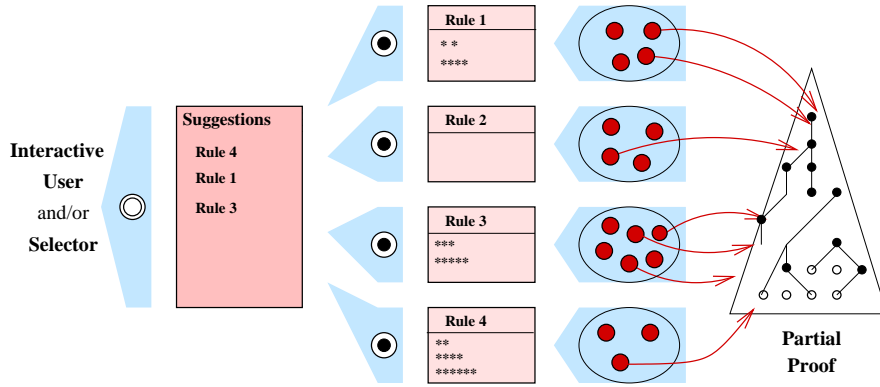 Interactive
User
and/or
Selector
Suggestions
Rule 4
Rule 1
Rule 3
Rule 1
* *
****
Rule 2
Rule 3
***
*****
Rule 4
**
****
******
Partial
Proof